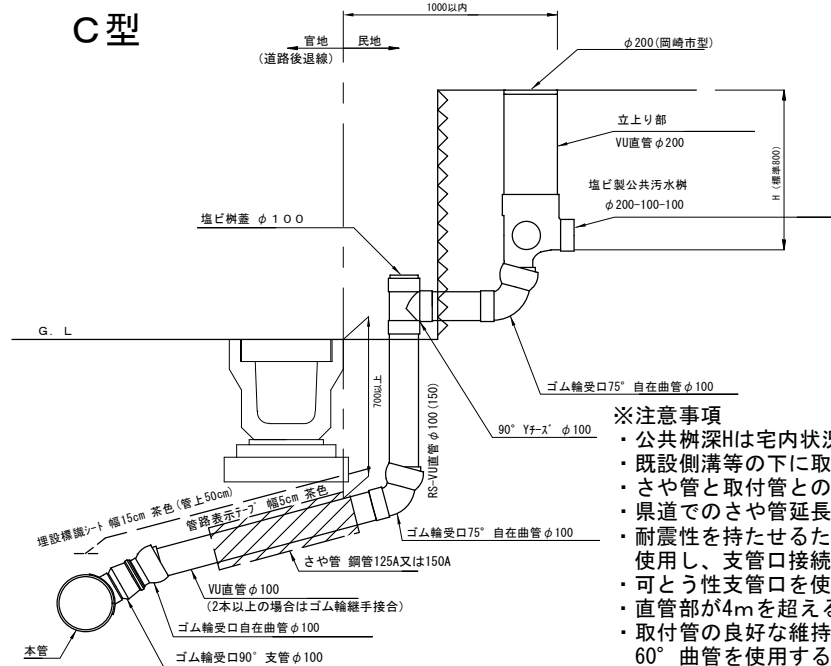 C型
1000以内
官地
民地
(道路後退線)
φ200(岡崎市型)
立上り部
VU直管φ200
H (標準800)
塩ビ製公共汚水桝
φ200-100-100
塩ビ桝蓋 φ100
G. L
700以上
RS-VU直管φ100(150)
ゴム輪受口75° 自在曲管φ100
90° Yチーズ φ100
埋設標識シート 幅15cm 茶色(管上50cm)
管路表示テープ 幅5cm 茶色
ゴム輪受口75° 自在曲管φ100
さや管 鋼管125A又は150A
VU直管φ100
(2本以上の場合はゴム輪継手接合)
ゴム輪受口自在曲管φ100
本管
ゴム輪受口90° 支管φ100
※注意事項
・公共桝深Hは宅内状況
・既設側溝等の下に取
・さや管と取付管との
・県道でのさや管延長
・耐震性を持たせるた
使用し、支管口接続
・可とう性支管口を使
・直管部が4mを超える
・取付管の良好な維持
60° 曲管を使用する